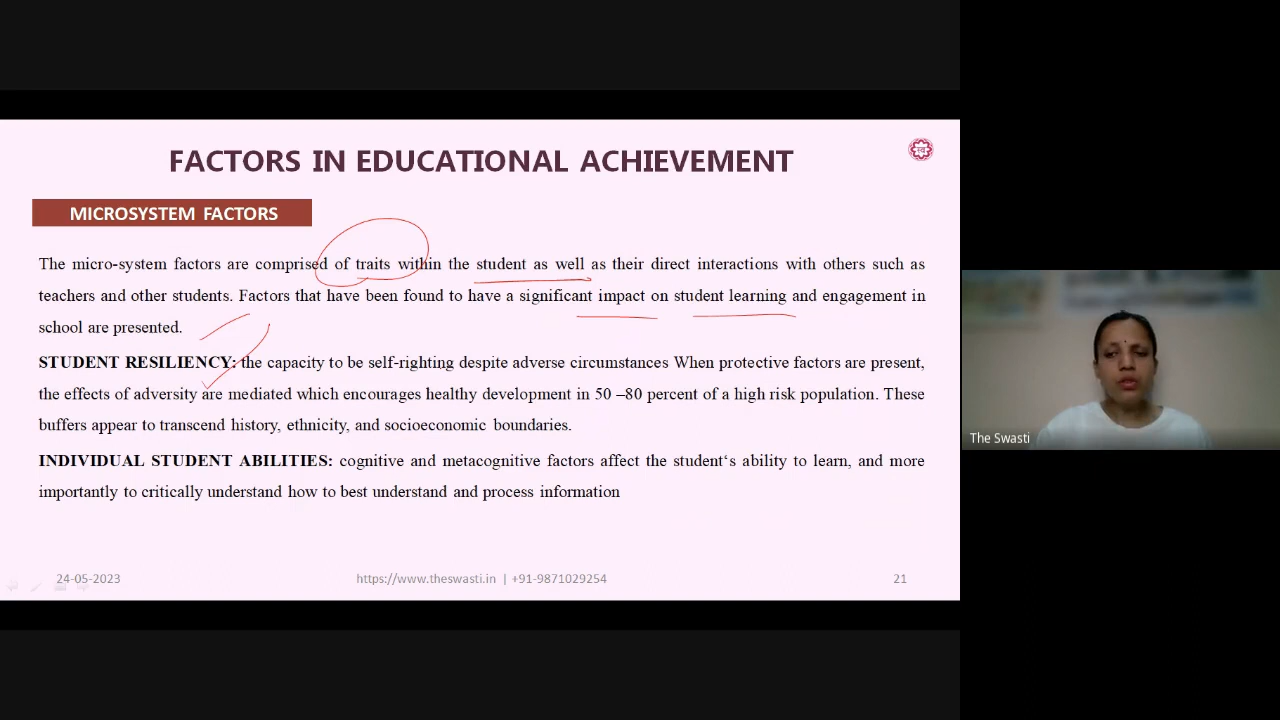 FACTORS IN EDUCATIONAL ACHIEVEMENT
MICROSYSTEM FACTORS
The micro-system factors are comprised of traits within the student as well as their direct interactions with others such as
teachers and other students. Factors that have been found to have a significant impact on student learning and engagement in
school are presented.
STUDENT RESILIENCY: the capacity to be self-righting despite adverse circumstances When protective factors are present,
the effects of adversity are mediated which encourages healthy development in 50 –80 percent of a high risk population. These
buffers appear to transcend history, ethnicity, and socioeconomic boundaries.
INDIVIDUAL STUDENT ABILITIES: cognitive and metacognitive factors affect the student‘s ability to learn, and more
importantly to critically understand how to best understand and process information
24-05-2023
https://www.theswasti.in | +91-9871029254
21
The Swasti